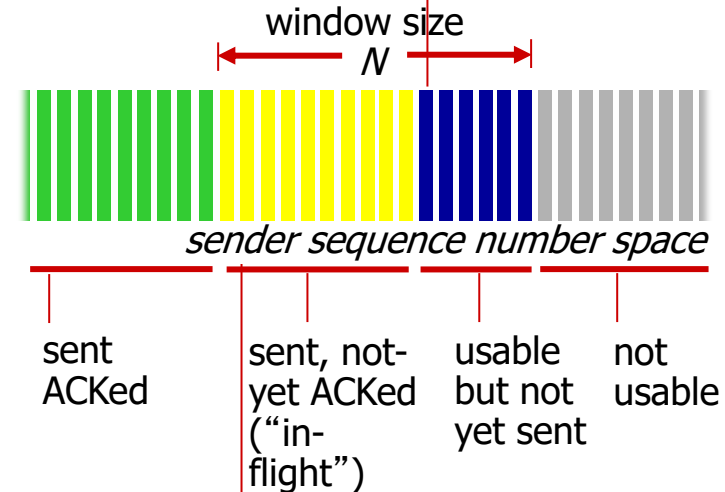 window size
N
sender sequence number space
sent
ACKed
sent, not-
yet ACKed
(“in-
flight”)
usable
but not
yet sent
not
usable